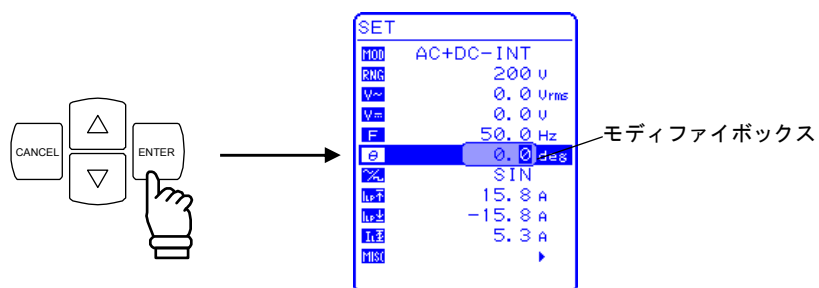 CANCEL
ENTER
SET
MOD AC+DC-INT
RNG 200 V
V~ 0.0 Vrms
V⎓ 0.0 V
F 50.0 Hz
θ 0.0 deg
SIN
15.8 A
-15.8 A
5.3 A
MISC
モディファイボックス